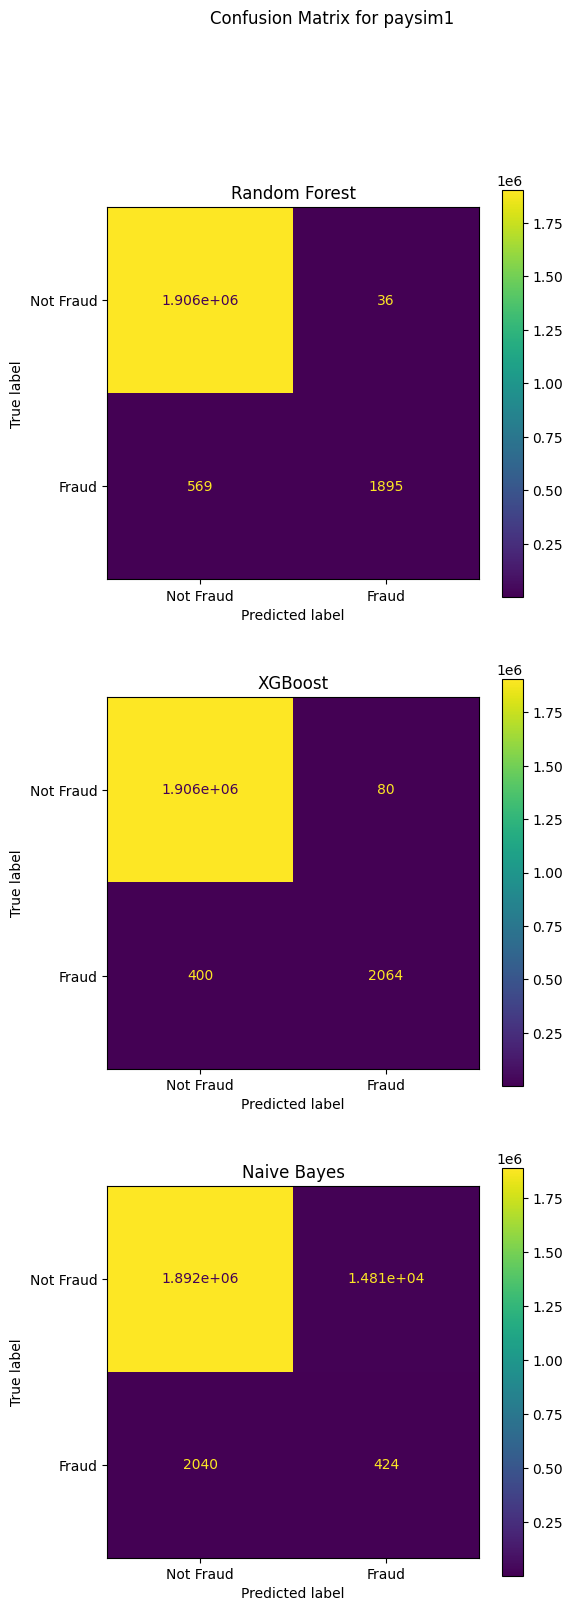 Confusion Matrix for paysim1
1e6
Random Forest
1.75
Not Fraud
1.906e+06
36
1.50
1.25
True label
1.00
0.75
Fraud
569
1895
0.50
0.25
Not Fraud
Fraud
Predicted label
1e6
XGBoost
1.75
Not Fraud
1.906e+06
80
1.50
1.25
True label
1.00
0.75
Fraud
400
2064
0.50
0.25
Not Fraud
Fraud
Predicted label
1e6
Naive Bayes
1.75
Not Fraud
1.892e+06
1.481e+04
1.50
1.25
True label
1.00
0.75
Fraud
2040
424
0.50
0.25
Not Fraud
Fraud
Predicted label